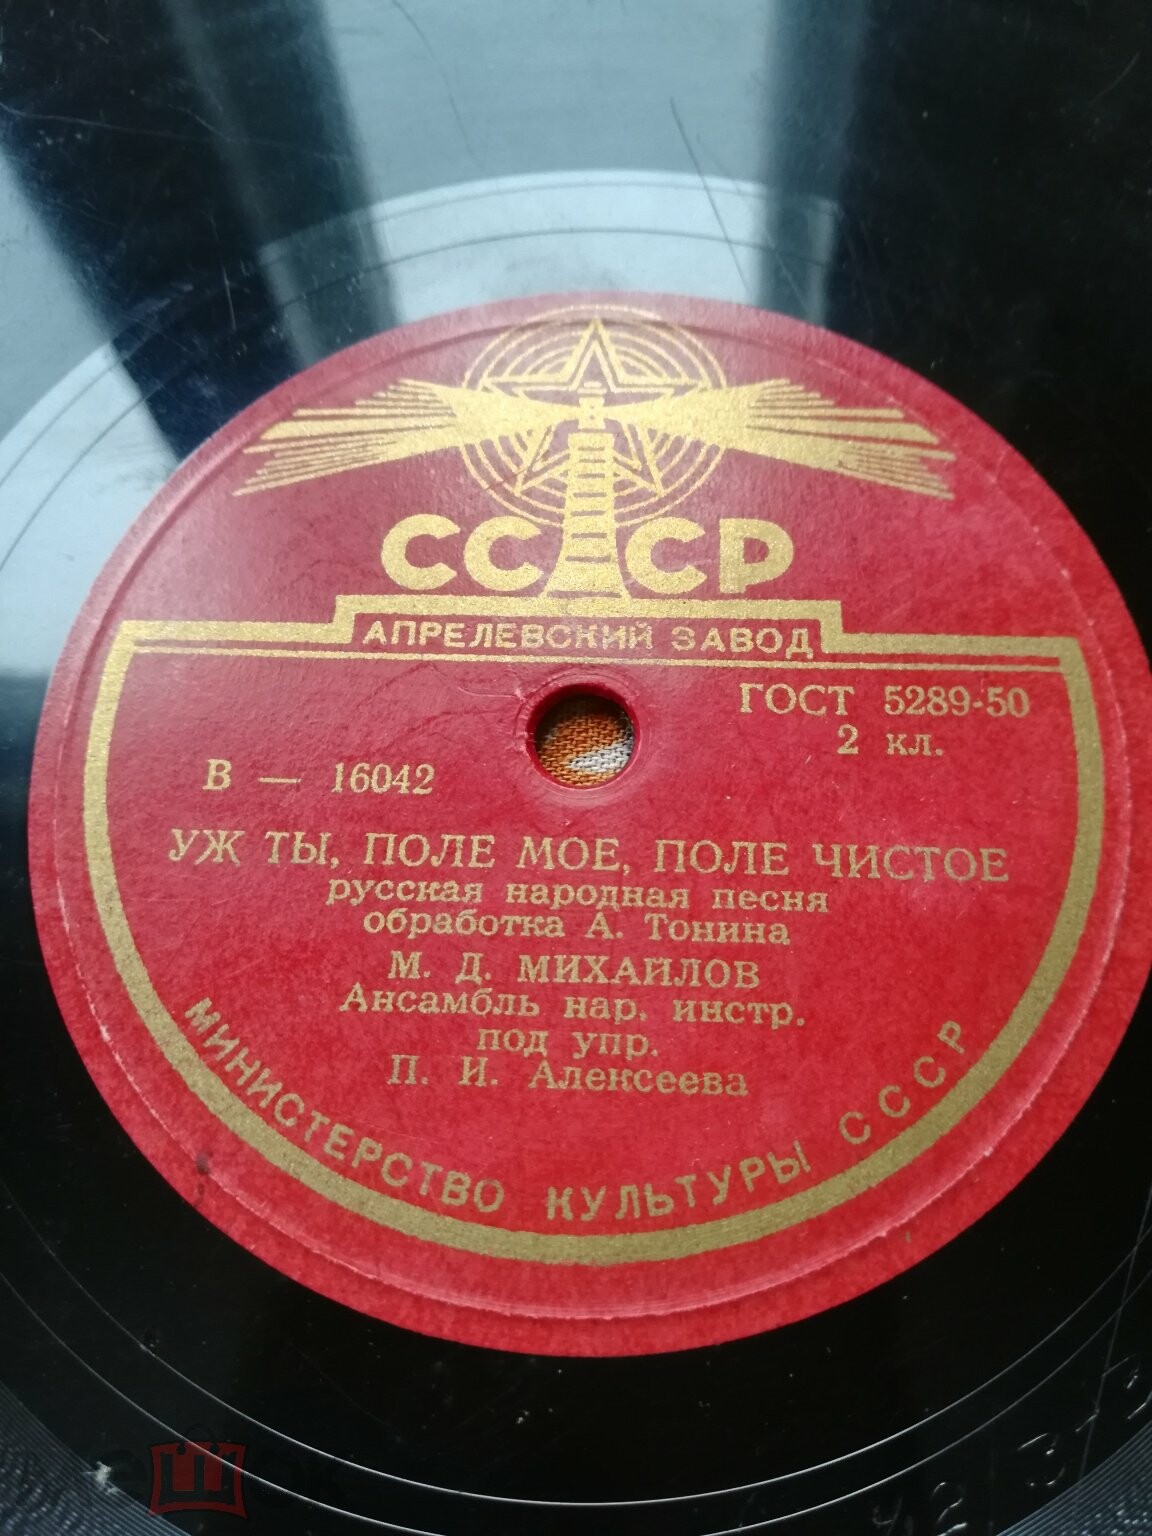 СССР
АПРЕЛЕВСКИЙ ЗАВОД
ГОСТ 5289-50
2 кл.
В — 16042
УЖ ТЫ, ПОЛЕ МОЕ, ПОЛЕ ЧИСТОЕ
русская народная песня
обработка А. Тонина
М. Д. МИХАЙЛОВ
Ансамбль нар. инстр.
под упр.
П. И. Алексеева
МИНИСТЕРСТВО КУЛЬТУРЫ СССР